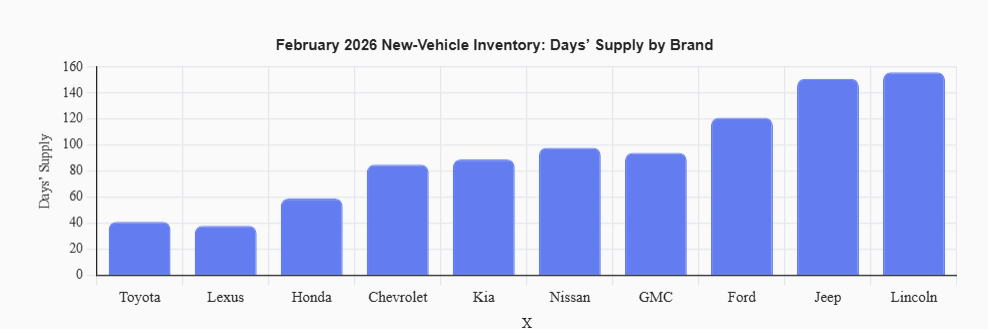 February 2026 New-Vehicle Inventory: Days’ Supply by Brand
160
140
120
100
80
60
40
20
0
Days’ Supply
Toyota Lexus Honda Chevrolet Kia Nissan GMC Ford Jeep Lincoln
X